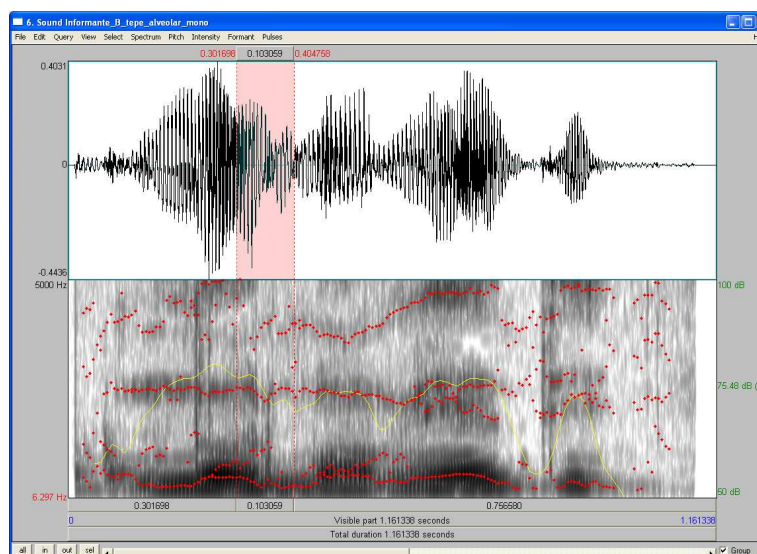 6. Sound Informante_B_tepe_alveolar_mono
File Edit Query View Select Spectrum Pitch Intensity Formant Pulses H
0.301698 0.103059 0.404758
0.4031
0
-0.4436
5000 Hz 100 dB
75.48 dB (
6.297 Hz 50 dB
0.301698 0.103059 0.756580
0 Visible part 1.161338 seconds 1.161338
Total duration 1.161338 seconds
all in out sel Group